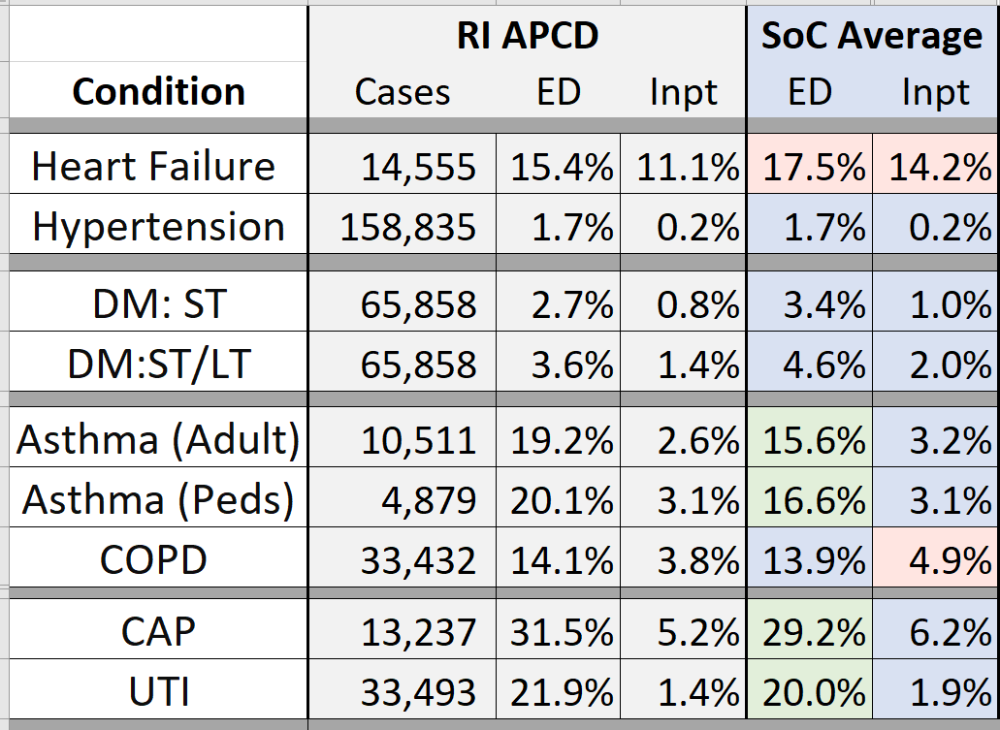 RI APCD SoC Average
Condition Cases ED Inpt ED Inpt
Heart Failure 14,555 15.4% 11.1% 17.5% 14.2%
Hypertension 158,835 1.7% 0.2% 1.7% 0.2%
DM: ST 65,858 2.7% 0.8% 3.4% 1.0%
DM:ST/LT 65,858 3.6% 1.4% 4.6% 2.0%
Asthma (Adult) 10,511 19.2% 2.6% 15.6% 3.2%
Asthma (Peds) 4,879 20.1% 3.1% 16.6% 3.1%
COPD 33,432 14.1% 3.8% 13.9% 4.9%
CAP 13,237 31.5% 5.2% 29.2% 6.2%
UTI 33,493 21.9% 1.4% 20.0% 1.9%